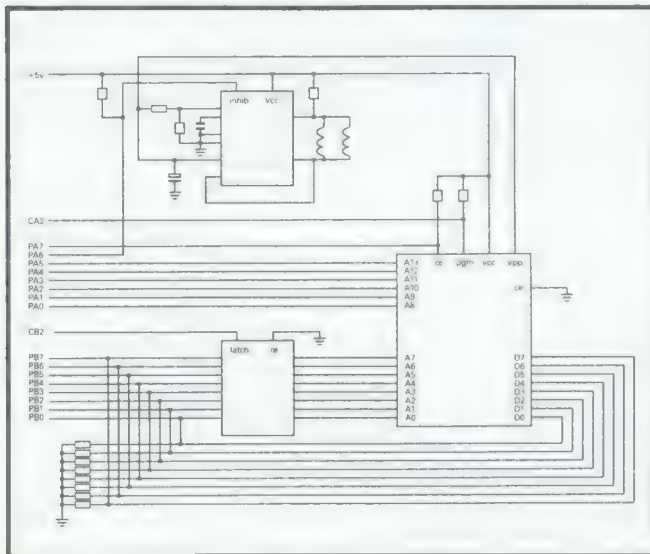 +5v
inhib Vcc
CA2
PA7
PA6
PA5
PA4
PA3
PA2
PA1
PA0
A13 ce pgm vcc vpp
A12
A11
A10
A9
A8
CB2
latch
PB7
PB6
PB5
PB4
PB3
PB2
PB1
PB0
A7 D7
A6 D6
A5 D5
A4 D4
A3 D3
A2 D2
A1 D1
A0 D0